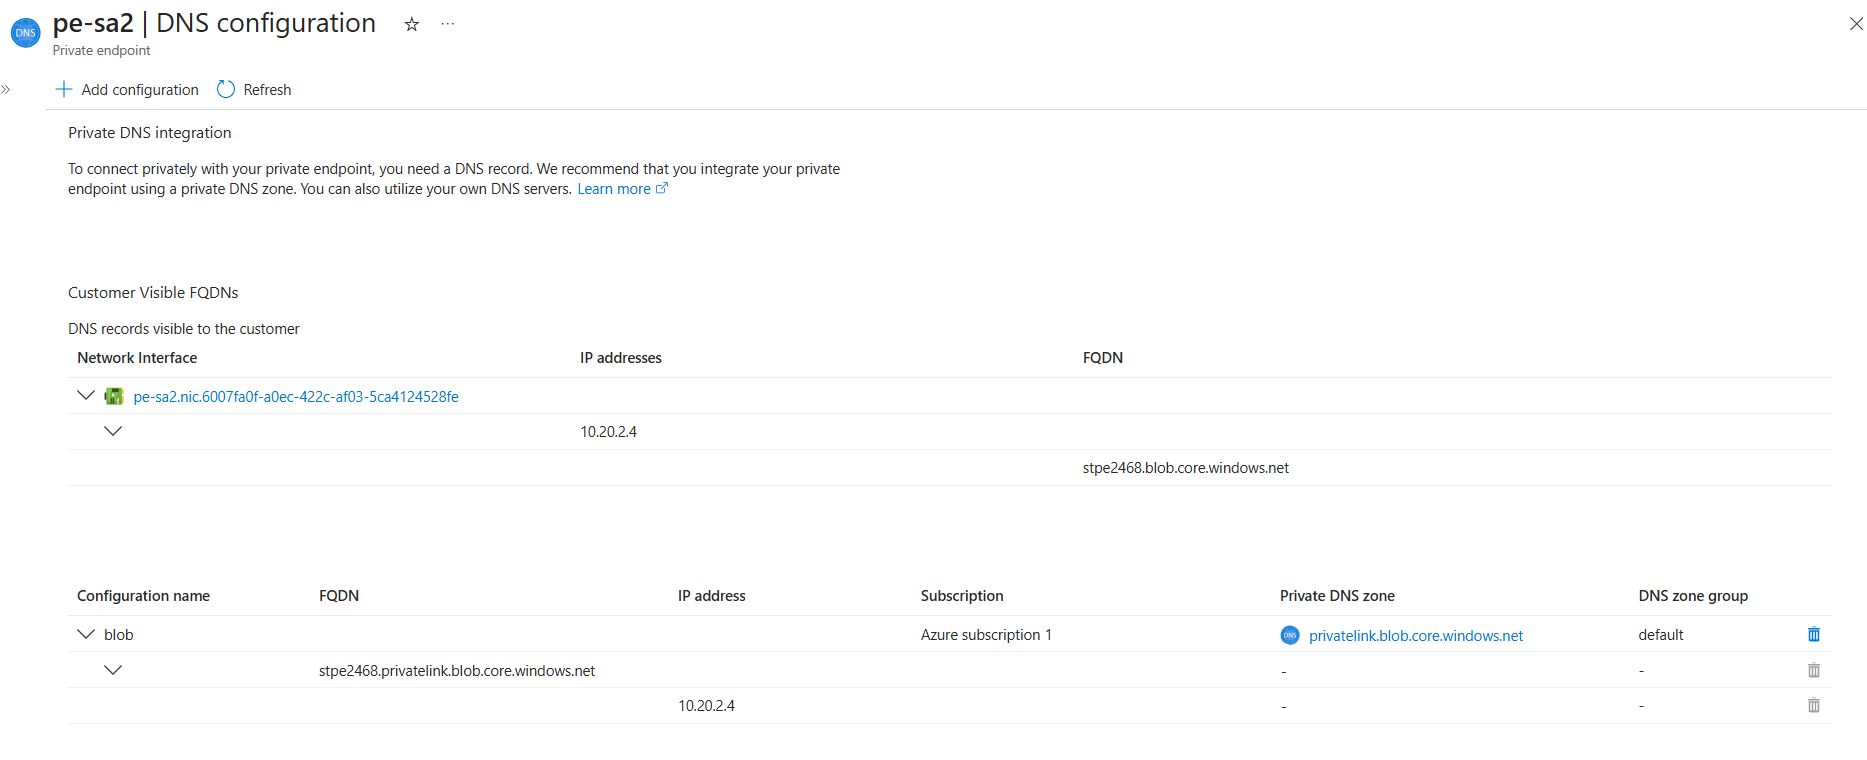 DNS
pe-sa2 | DNS configuration
Private endpoint
Add configuration Refresh
Private DNS integration
To connect privately with your private endpoint, you need a DNS record. We recommend that you integrate your private
endpoint using a private DNS zone. You can also utilize your own DNS servers. Learn more
Customer Visible FQDNs
DNS records visible to the customer
Network Interface IP addresses FQDN
pe-sa2.nic.6007fa0f-a0ec-422c-af03-5ca4124528fe
10.20.2.4
stpe2468.blob.core.windows.net
Configuration name FQDN IP address Subscription Private DNS zone DNS zone group
blob Azure subscription 1 DNS privatelink.blob.core.windows.net default
stpe2468.privatelink.blob.core.windows.net - -
10.20.2.4 - -